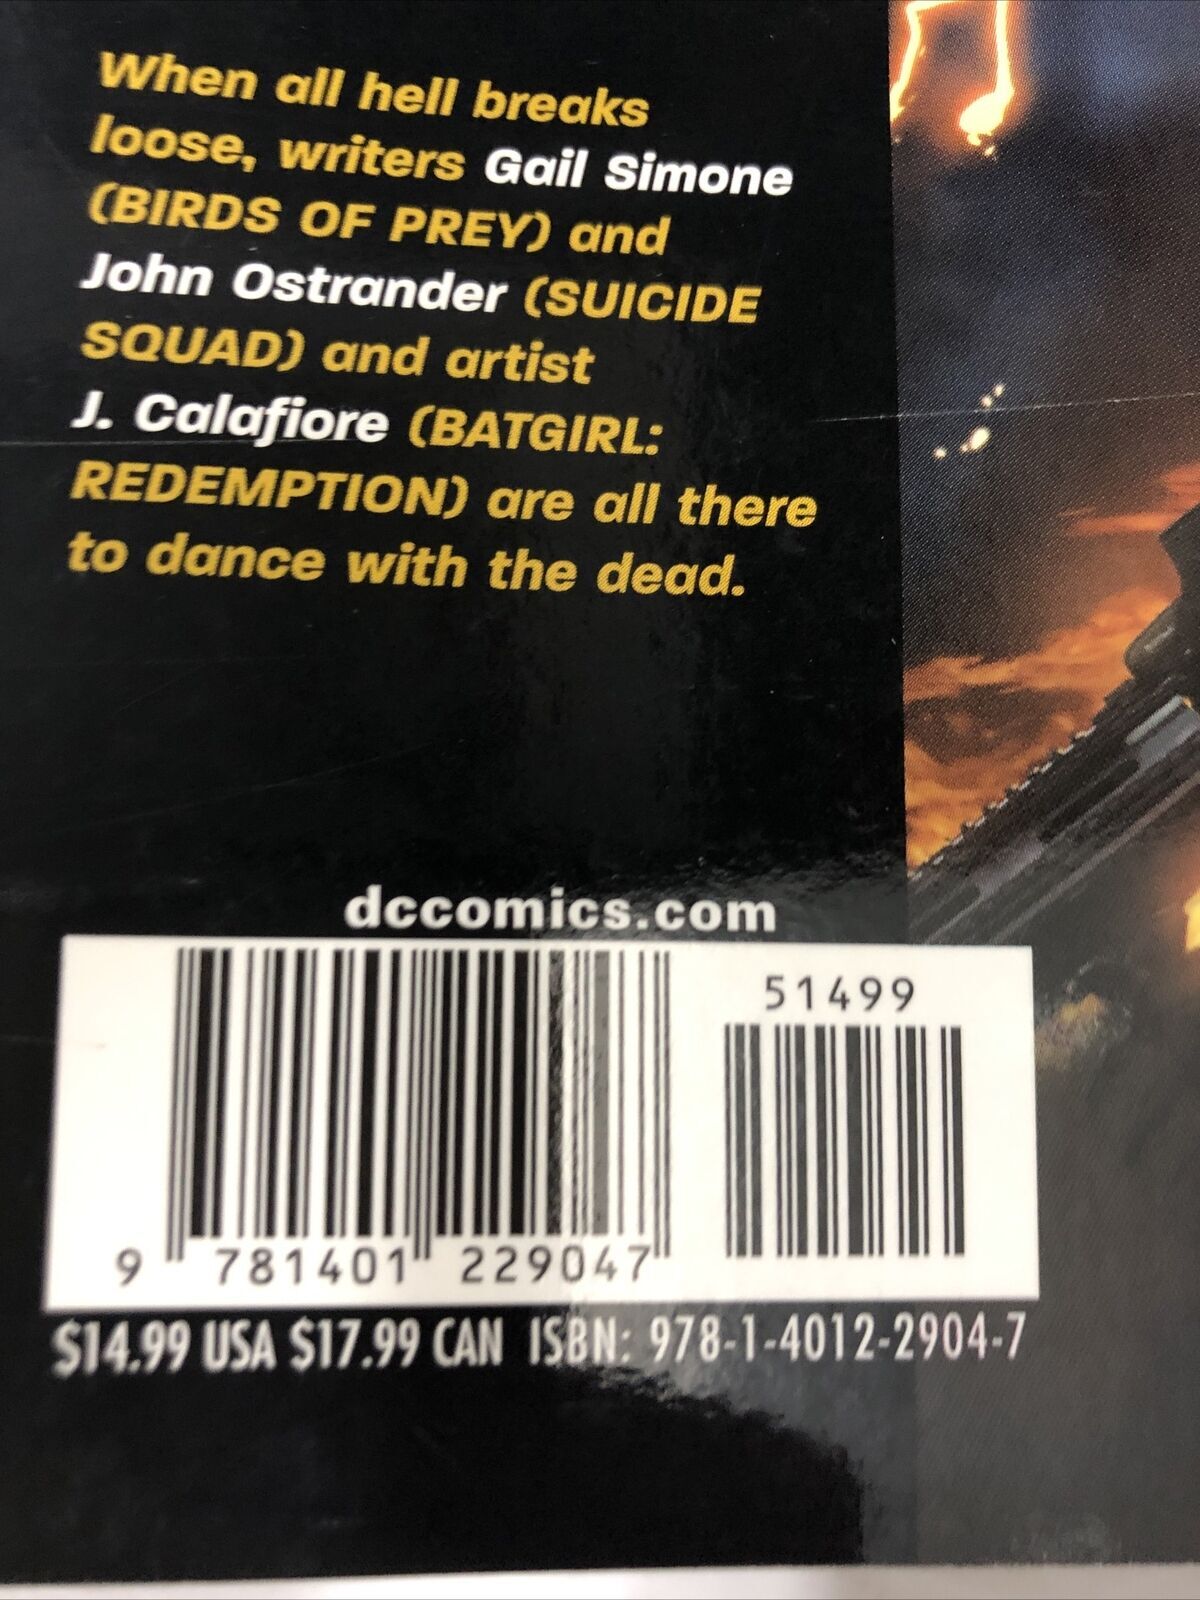 When all hell breaks
loose, writers Gail Simone
(BIRDS OF PREY) and
John Ostrander (SUICIDE
SQUAD) and artist
J. Calafiore (BATGIRL:
REDEMPTION) are all there
to dance with the dead.
dccomics.com
51499
9 781401 229047
$14.99 USA $17.99 CAN ISBN: 978-1-4012-2904-7